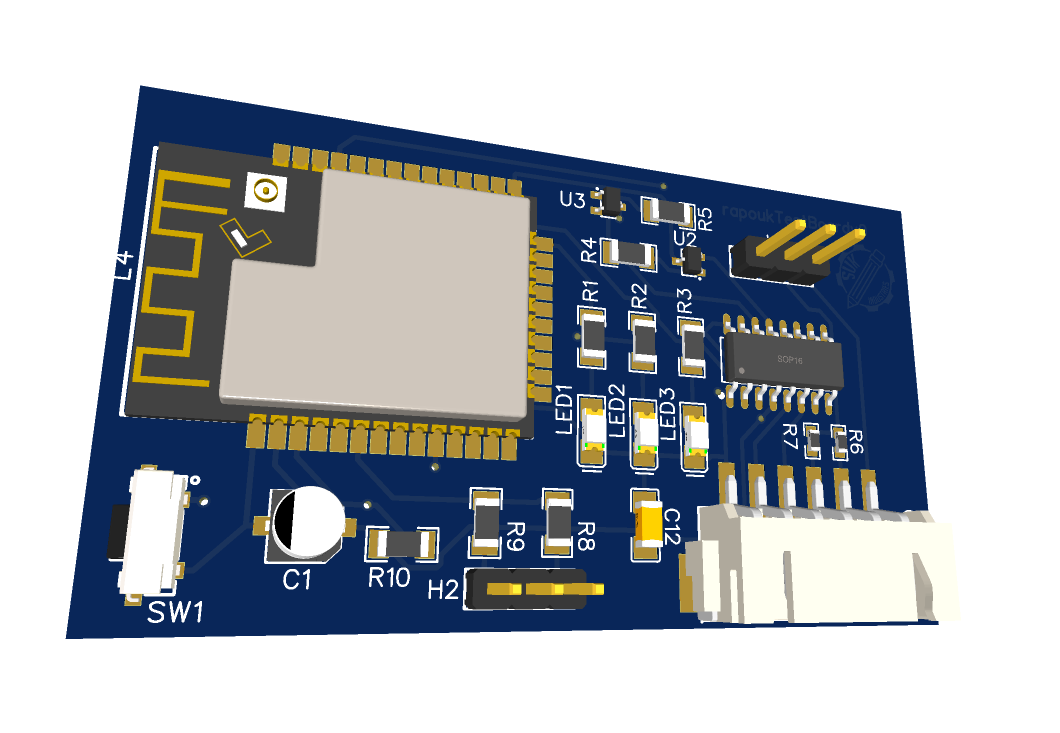 U3
R5
rapoukTestBoard
U2
R4
L4
R1
R2
R3
SOP16
LED1
LED2
LED3
R7
R6
C12
R9
R8
C1
R10
H2
SW1